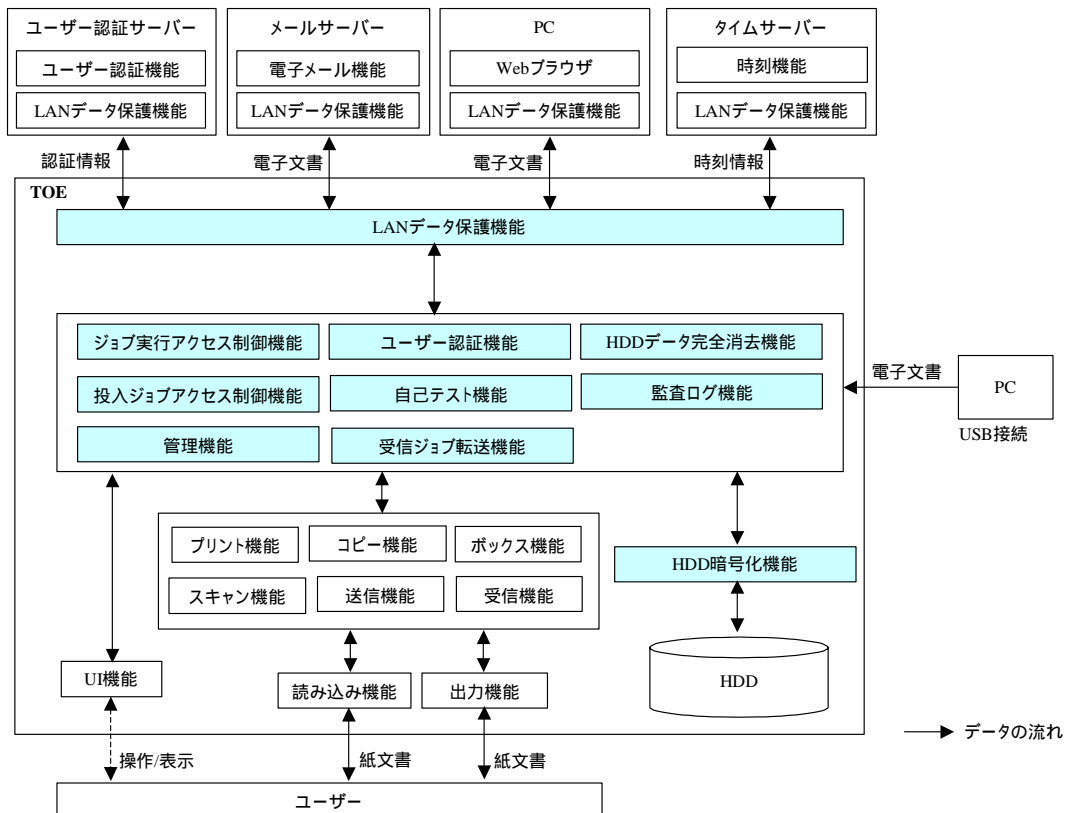 ユーザー認証サーバー
メールサーバー
PC
タイムサーバー
ユーザー認証機能
電子メール機能
Webブラウザ
時刻機能
LANデータ保護機能
LANデータ保護機能
LANデータ保護機能
LANデータ保護機能
認証情報
電子文書
電子文書
時刻情報
TOE
LANデータ保護機能
ジョブ実行アクセス制御機能
ユーザー認証機能
HDDデータ完全消去機能
投入ジョブアクセス制御機能
自己テスト機能
監査ログ機能
管理機能
受信ジョブ転送機能
電子文書
PC
USB接続
プリント機能
コピー機能
ボックス機能
スキャン機能
送信機能
受信機能
HDD暗号化機能
UI機能
読み込み機能
出力機能
HDD
データの流れ
操作/表示
紙文書
紙文書
ユーザー